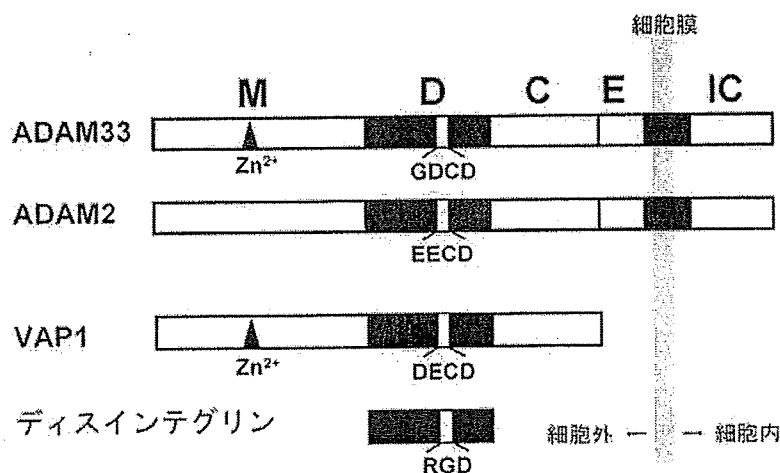 細胞膜
M D C E IC
ADAM33
Zn²⁺ GDCD
ADAM2
EECD
VAP1
Zn²⁺ DECD
ディスインテグリン
細胞外 ← → 細胞内
RGD